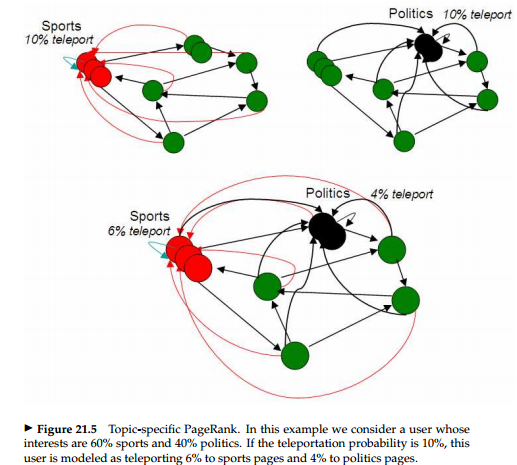 Sports
10% teleport
Politics 10% teleport
Politics 4% teleport
Sports
6% teleport
► Figure 21.5 Topic-specific PageRank. In this example we consider a user whose
interests are 60% sports and 40% politics. If the teleportation probability is 10%, this
user is modeled as teleporting 6% to sports pages and 4% to politics pages.